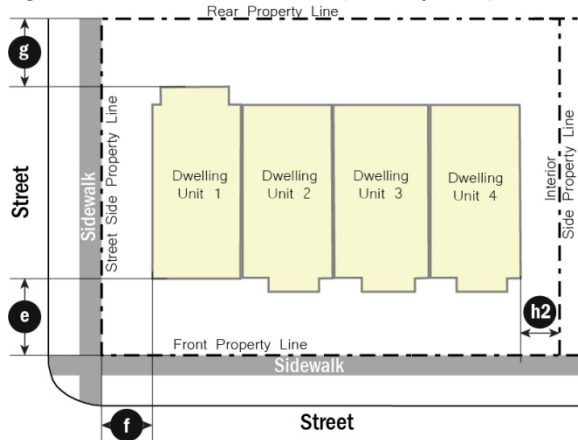 Rear Property Line
g
Street
Sidewalk
Street Side Property Line
Dwelling
Unit 1
Dwelling
Unit 2
Dwelling
Unit 3
Dwelling
Unit 4
Interior
Side Property Line
e
h2
Front Property Line
Sidewalk
f
Street